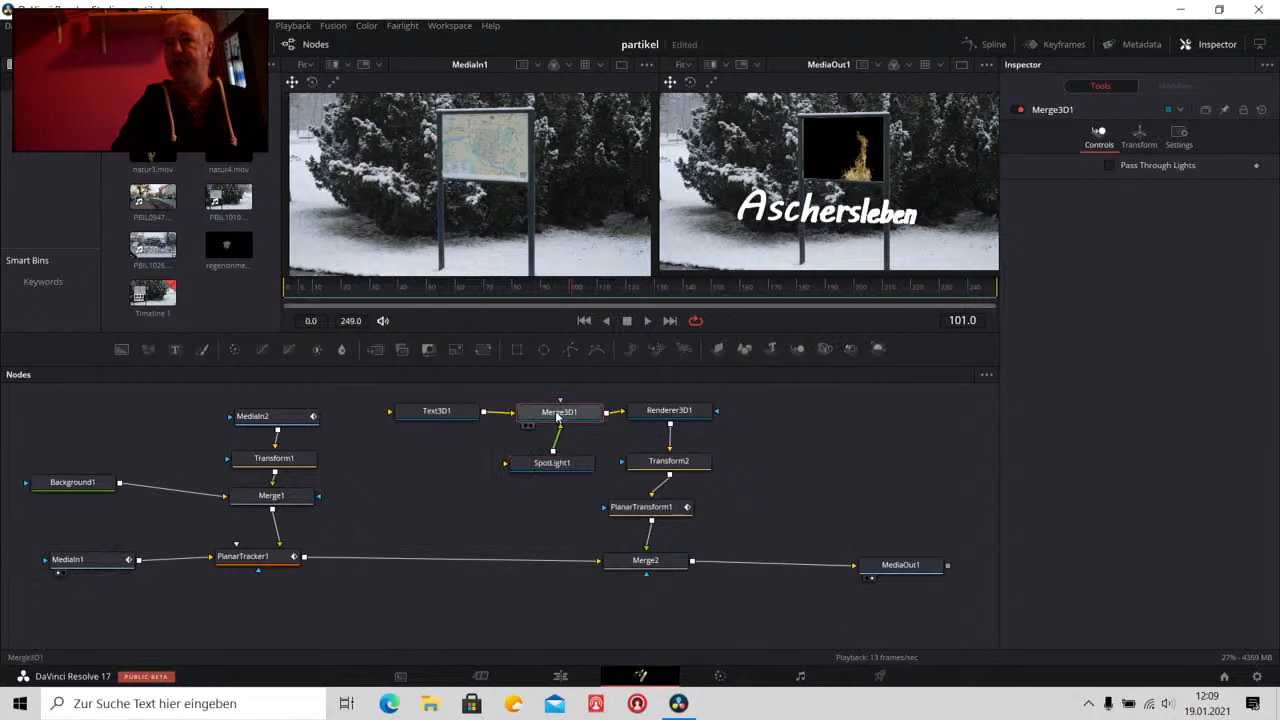 Playback Fusion Color Fairlight Workspace Help
Nodes
partikel Edited
Spline Keyframes Metadata Inspector
Fit MediaIn1 Fit MediaOut1 Inspector
Tools Modifiers
Merge3D1
Controls Transform Settings
Pass Through Lights
natur3.mov natur4.mov
PBIL0947... PBIL1010...
PBIL1026... regenonme...
Timeline 1
Smart Bins
Keywords
Aschersleben
0.0 249.0 101.0
Nodes
MediaIn2 Text3D1 Merge3D1 Renderer3D1
Transform1 SpotLight1 Transform2
Background1 Merge1 PlanarTransform1
MediaIn1 PlanarTracker1 Merge2 MediaOut1
Merge3D1 Playback: 13 frames/sec 27% - 4359 MB
DaVinci Resolve 17 PUBLIC BETA
Zur Suche Text hier eingeben
12:09
19.01.2021